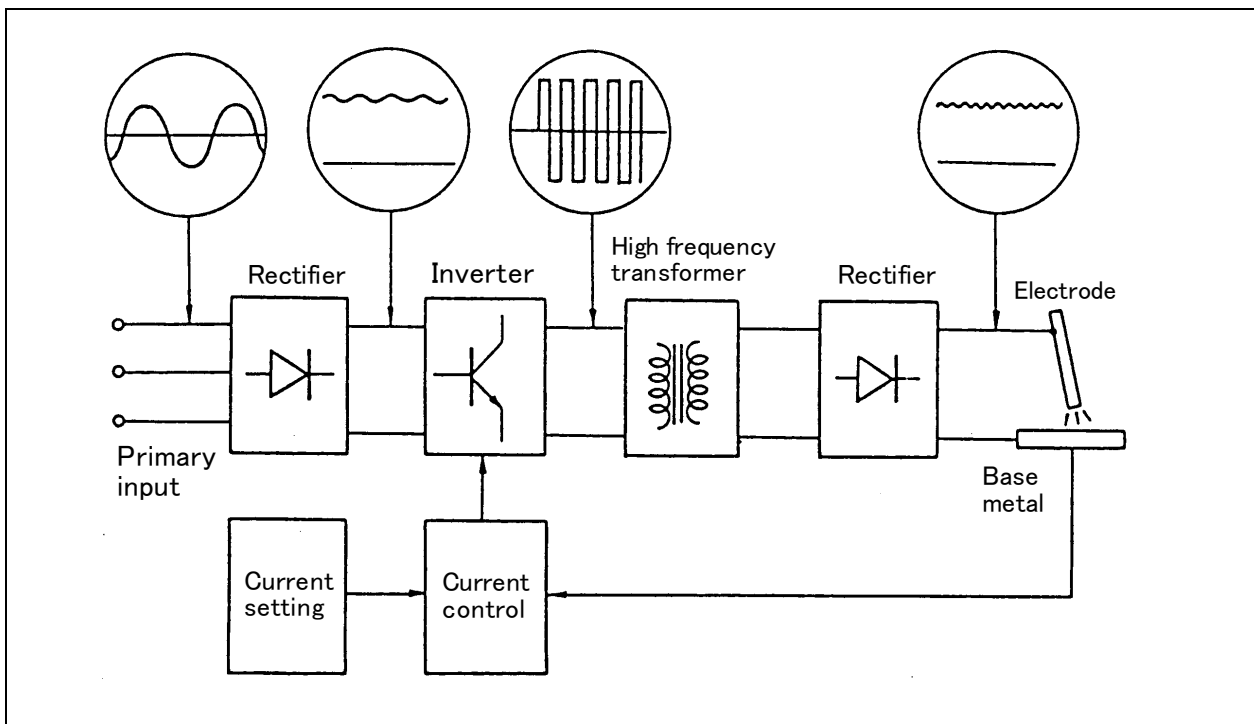 High frequency
transformer
Rectifier
Inverter
Rectifier
Electrode
Primary
input
Base
metal
Current
setting
Current
control